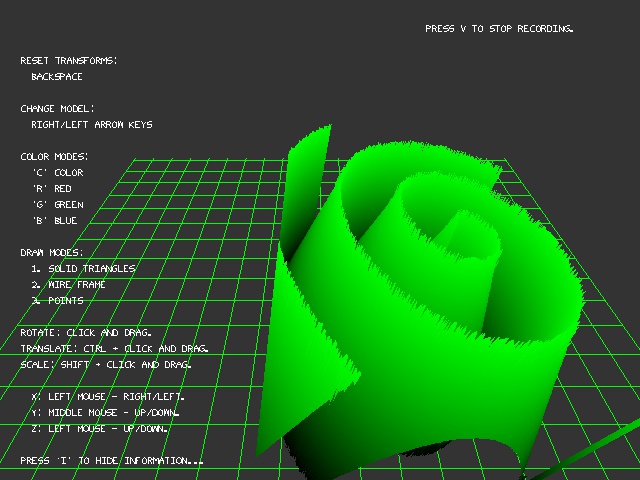 PRESS V TO STOP RECORDING.
RESET TRANSFORMS:
BACKSPACE
CHANGE MODEL:
RIGHT/LEFT ARROW KEYS
COLOR MODES:
'C' COLOR
'R' RED
'G' GREEN
'B' BLUE
DRAW MODES:
1. SOLID TRIANGLES
2. WIRE FRAME
3. POINTS
ROTATE: CLICK AND DRAG.
TRANSLATE: CTRL + CLICK AND DRAG.
SCALE: SHIFT + CLICK AND DRAG.
X: LEFT MOUSE - RIGHT/LEFT.
Y: MIDDLE MOUSE - UP/DOWN.
Z: LEFT MOUSE - UP/DOWN.
PRESS 'I' TO HIDE INFORMATION...